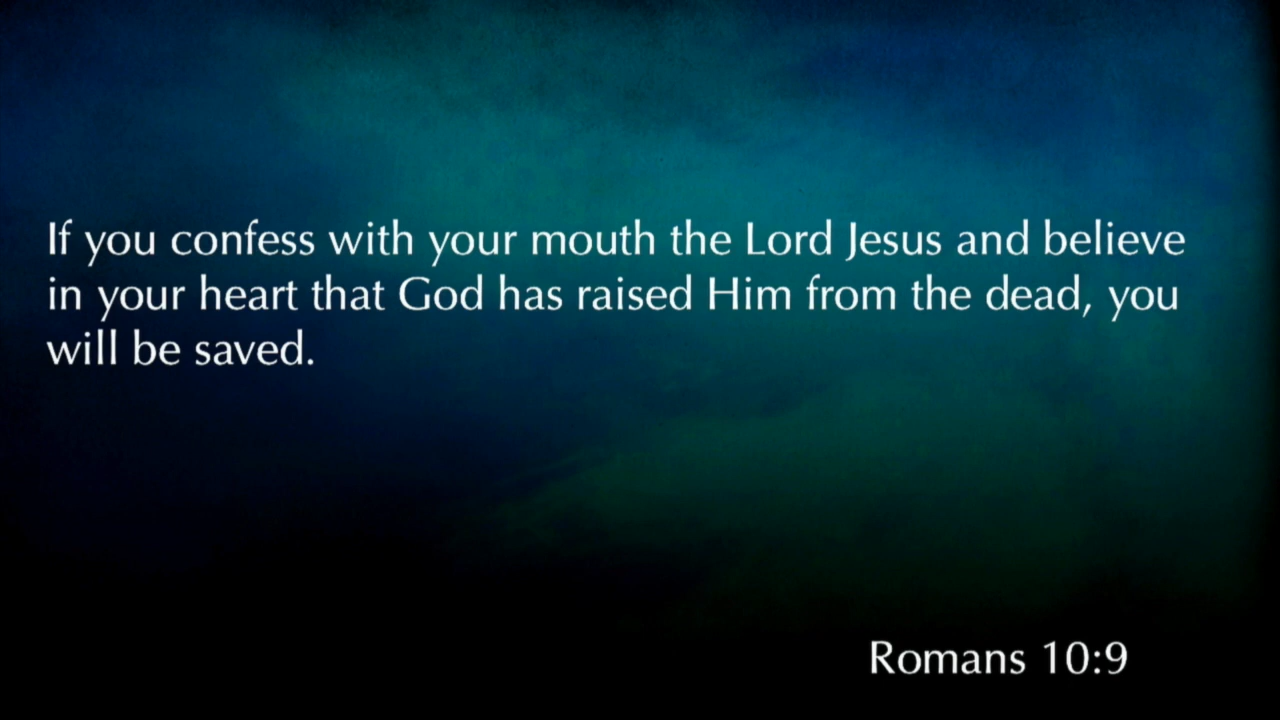 If you confess with your mouth the Lord Jesus and believe
in your heart that God has raised Him from the dead, you
will be saved.
Romans 10:9